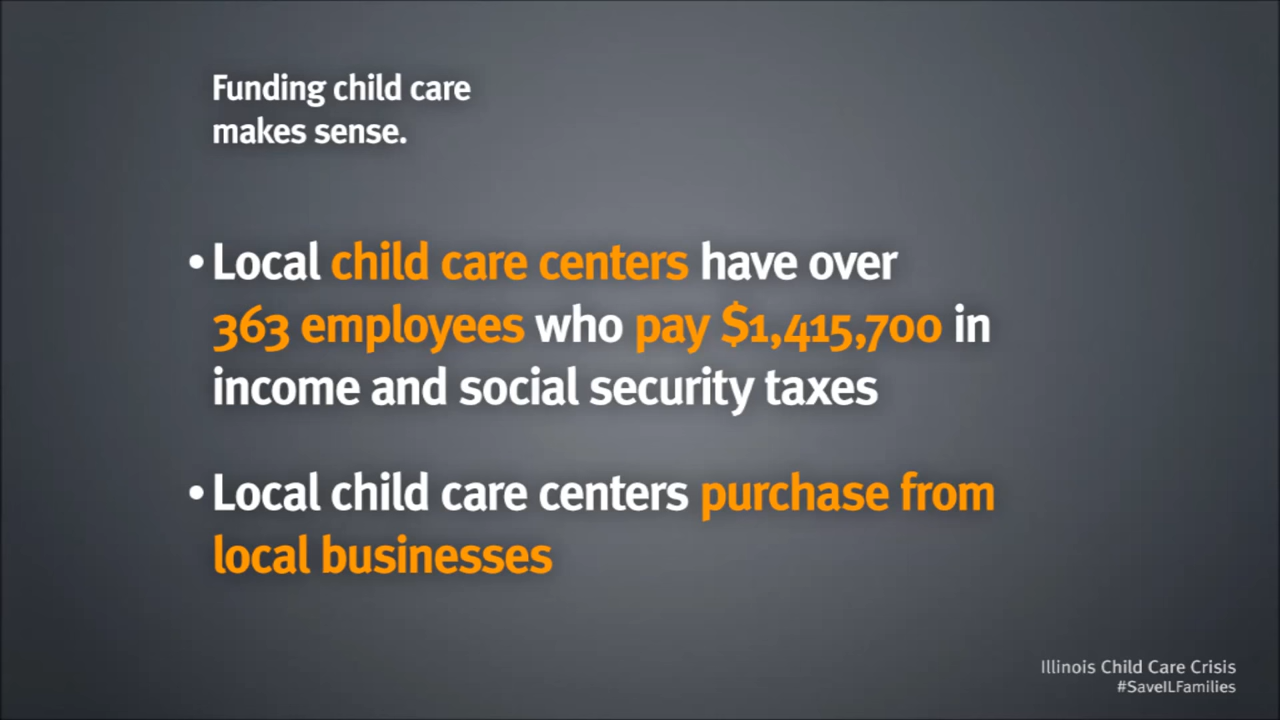 Funding child care
makes sense.
• Local child care centers have over
363 employees who pay $1,415,700 in
income and social security taxes
• Local child care centers purchase from
local businesses
Illinois Child Care Crisis
#SaveILFamilies